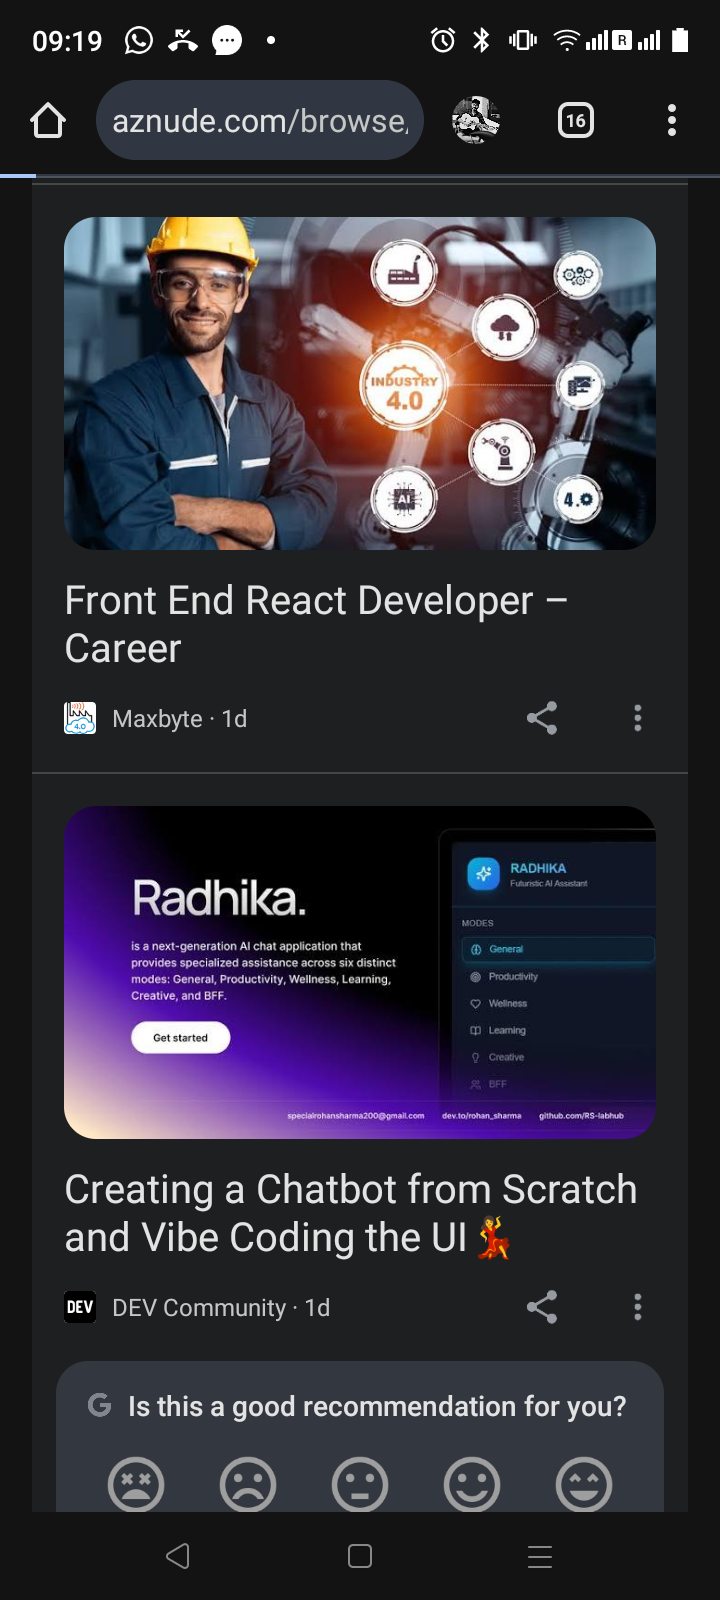 09:19
R
aznude.com/browse,
16
INDUSTRY
4.0
AI
4.0
Front End React Developer –
Career
4.0
Maxbyte · 1d
Radhika.
is a next-generation AI chat application that
provides specialized assistance across six distinct
modes: General, Productivity, Wellness, Learning,
Creative, and BFF.
Get started
RADHIKA
Futuristic AI Assistant
MODES
General
Productivity
Wellness
Learning
Creative
BFF
specialrohansharma200@gmail.com dev.to/rohan_sharma github.com/RS-labhub
Creating a Chatbot from Scratch
and Vibe Coding the UI💃
DEV DEV Community · 1d
G Is this a good recommendation for you?